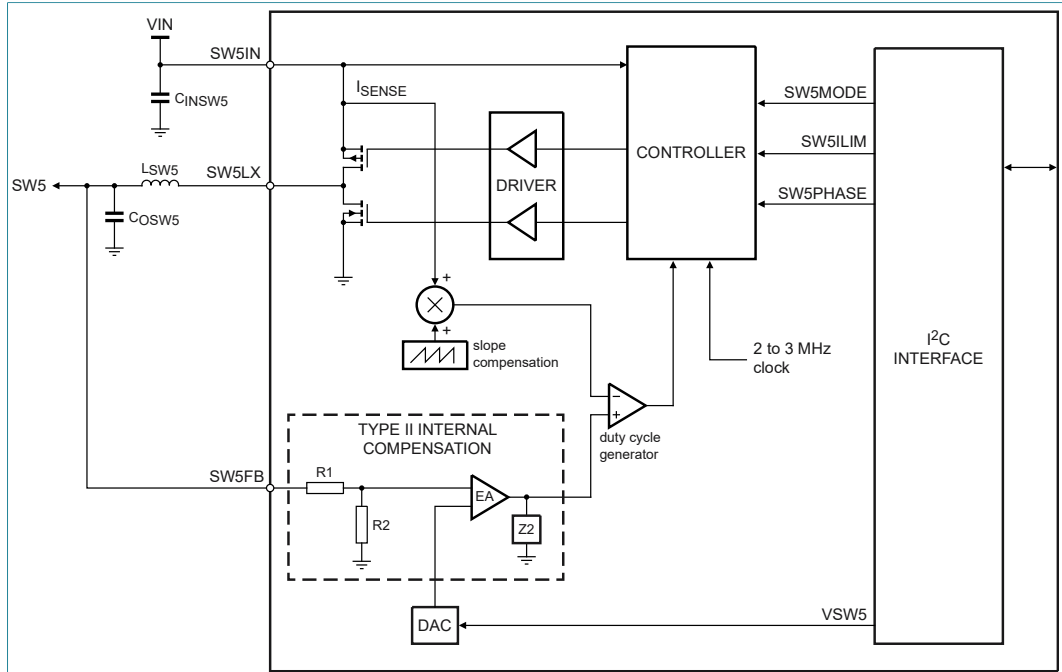 VIN
SW5IN
CINSW5
ISENSE
SW5MODE
SW5ILIM
SW5PHASE
CONTROLLER
DRIVER
LSW5
SW5LX
SW5
COSW5
+
+
slope
compensation
2 to 3 MHz
clock
I2C
INTERFACE
−
+
duty cycle
generator
TYPE II INTERNAL
COMPENSATION
SW5FB
R1
R2
EA
Z2
DAC
VSW5